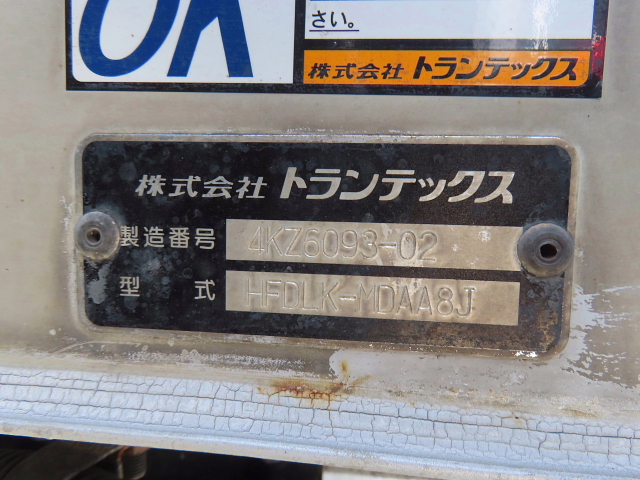 OK
さい。
株式会社 トランテックス
株式会社 トランテックス
製造番号 4KZ6093-02
型式 HFDLK-MDAA8J